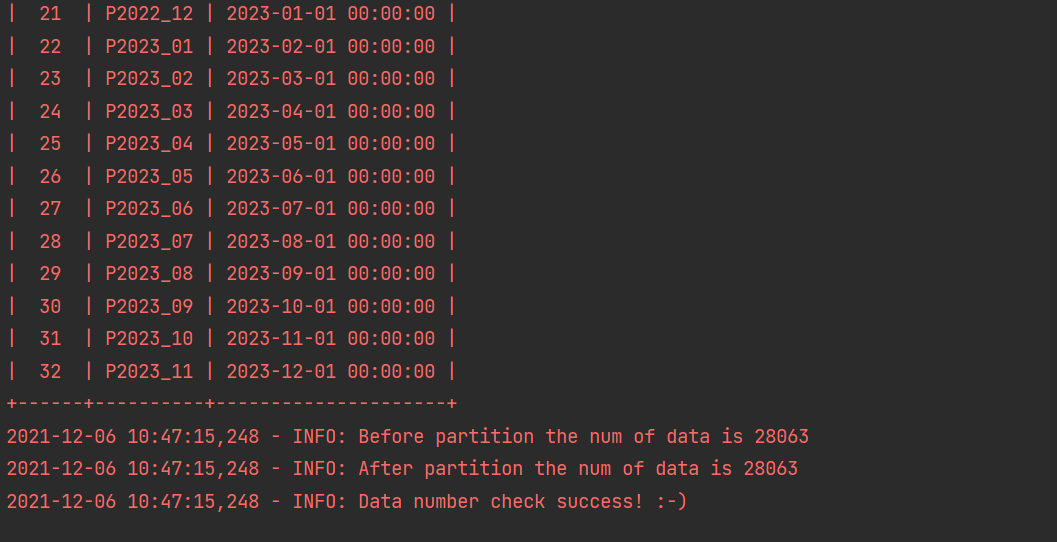 |  21  | P2022_12 | 2023-01-01 00:00:00 |
|  22  | P2023_01 | 2023-02-01 00:00:00 |
|  23  | P2023_02 | 2023-03-01 00:00:00 |
|  24  | P2023_03 | 2023-04-01 00:00:00 |
|  25  | P2023_04 | 2023-05-01 00:00:00 |
|  26  | P2023_05 | 2023-06-01 00:00:00 |
|  27  | P2023_06 | 2023-07-01 00:00:00 |
|  28  | P2023_07 | 2023-08-01 00:00:00 |
|  29  | P2023_08 | 2023-09-01 00:00:00 |
|  30  | P2023_09 | 2023-10-01 00:00:00 |
|  31  | P2023_10 | 2023-11-01 00:00:00 |
|  32  | P2023_11 | 2023-12-01 00:00:00 |
+------+----------+---------------------+
2021-12-06 10:47:15,248 - INFO: Before partition the num of data is 28063
2021-12-06 10:47:15,248 - INFO: After partition the num of data is 28063
2021-12-06 10:47:15,248 - INFO: Data number check success! :-)